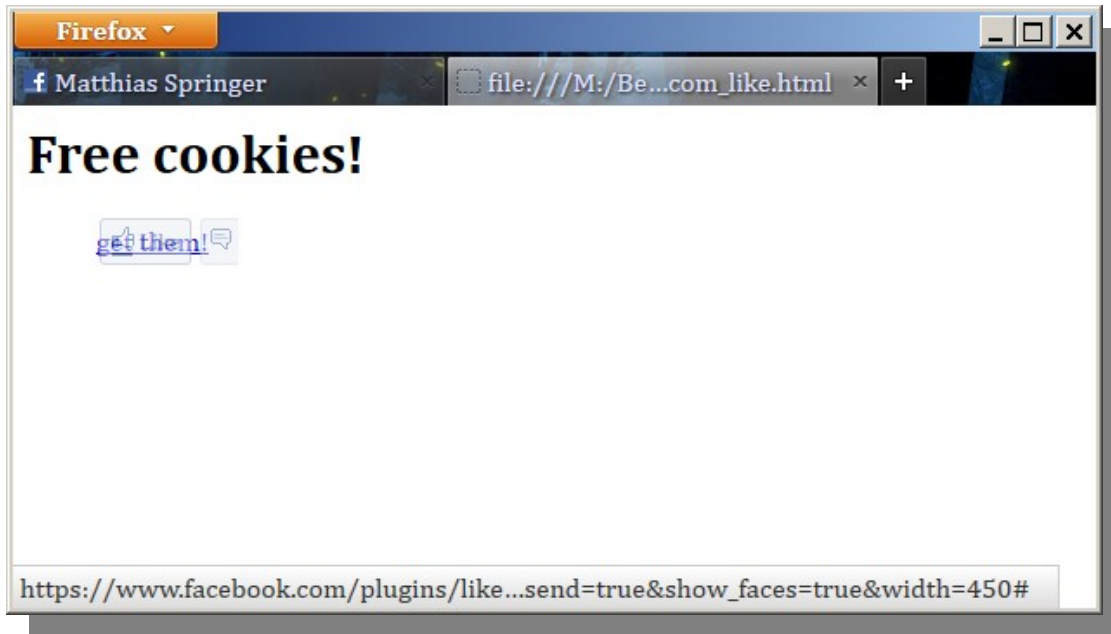 Firefox
Matthias Springer
file:///M:/Be...com_like.html
Free cookies!
get them!
https://www.facebook.com/plugins/like...send=true&show_faces=true&width=450#